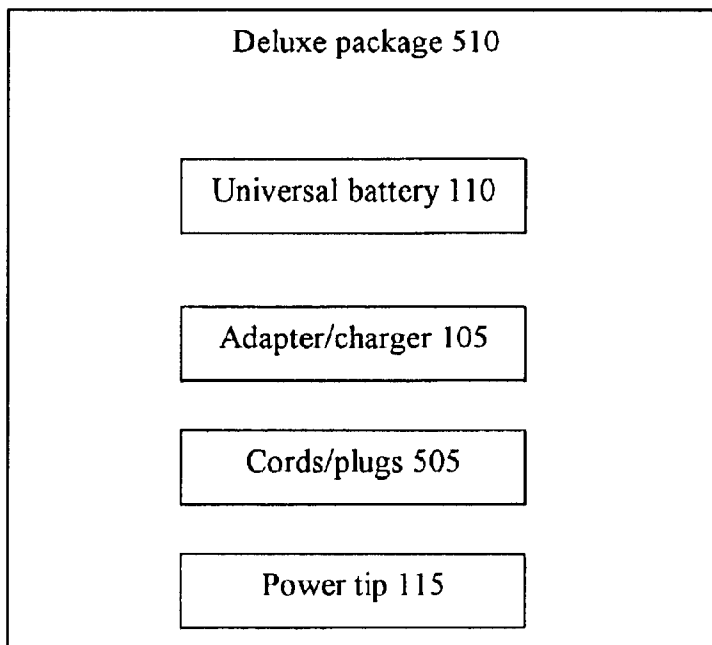 Deluxe package 510
Universal battery 110
Adapter/charger 105
Cords/plugs 505
Power tip 115